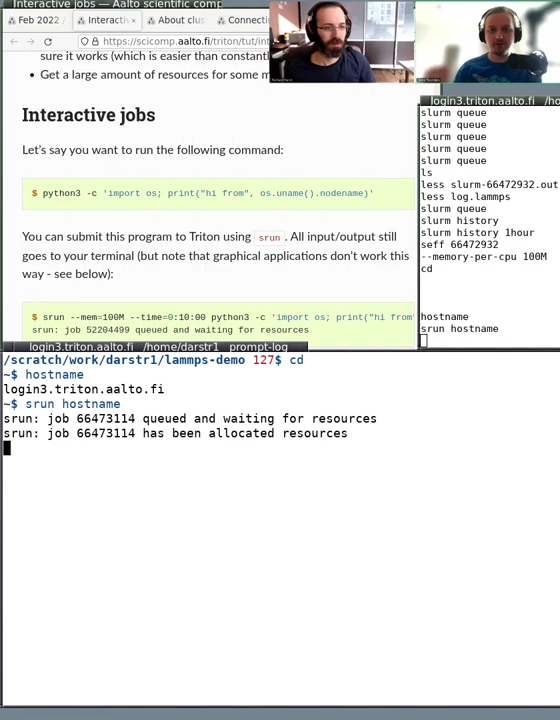 Interactive jobs — Aalto scientific comp
Feb 2022 /
Interactiv
About clus
Connectin
https://scicomp.aalto.fi/triton/tut/int
sure it works (which is easier than constantl
Get a large amount of resources for some m
Interactive jobs
Let’s say you want to run the following command:
$ python3 -c 'import os; print("hi from", os.uname().nodename)'
You can submit this program to Triton using srun. All input/output still
goes to your terminal (but note that graphical applications don’t work this
way - see below):
$ srun --mem=100M --time=0:10:00 python3 -c 'import os; print("hi from'
srun: job 52204499 queued and waiting for resources
login3.triton.aalto.fi /ho
slurm queue
slurm queue
slurm queue
slurm queue
slurm queue
ls
less slurm-66472932.out
less log.lammps
slurm queue
slurm history
slurm history 1hour
seff 66472932
--memory-per-cpu 100M
cd
hostname
srun hostname
login3.triton.aalto.fi /home/darstr1 prompt-log
/scratch/work/darstr1/lammps-demo 127$ cd
~$ hostname
login3.triton.aalto.fi
~$ srun hostname
srun: job 66473114 queued and waiting for resources
srun: job 66473114 has been allocated resources